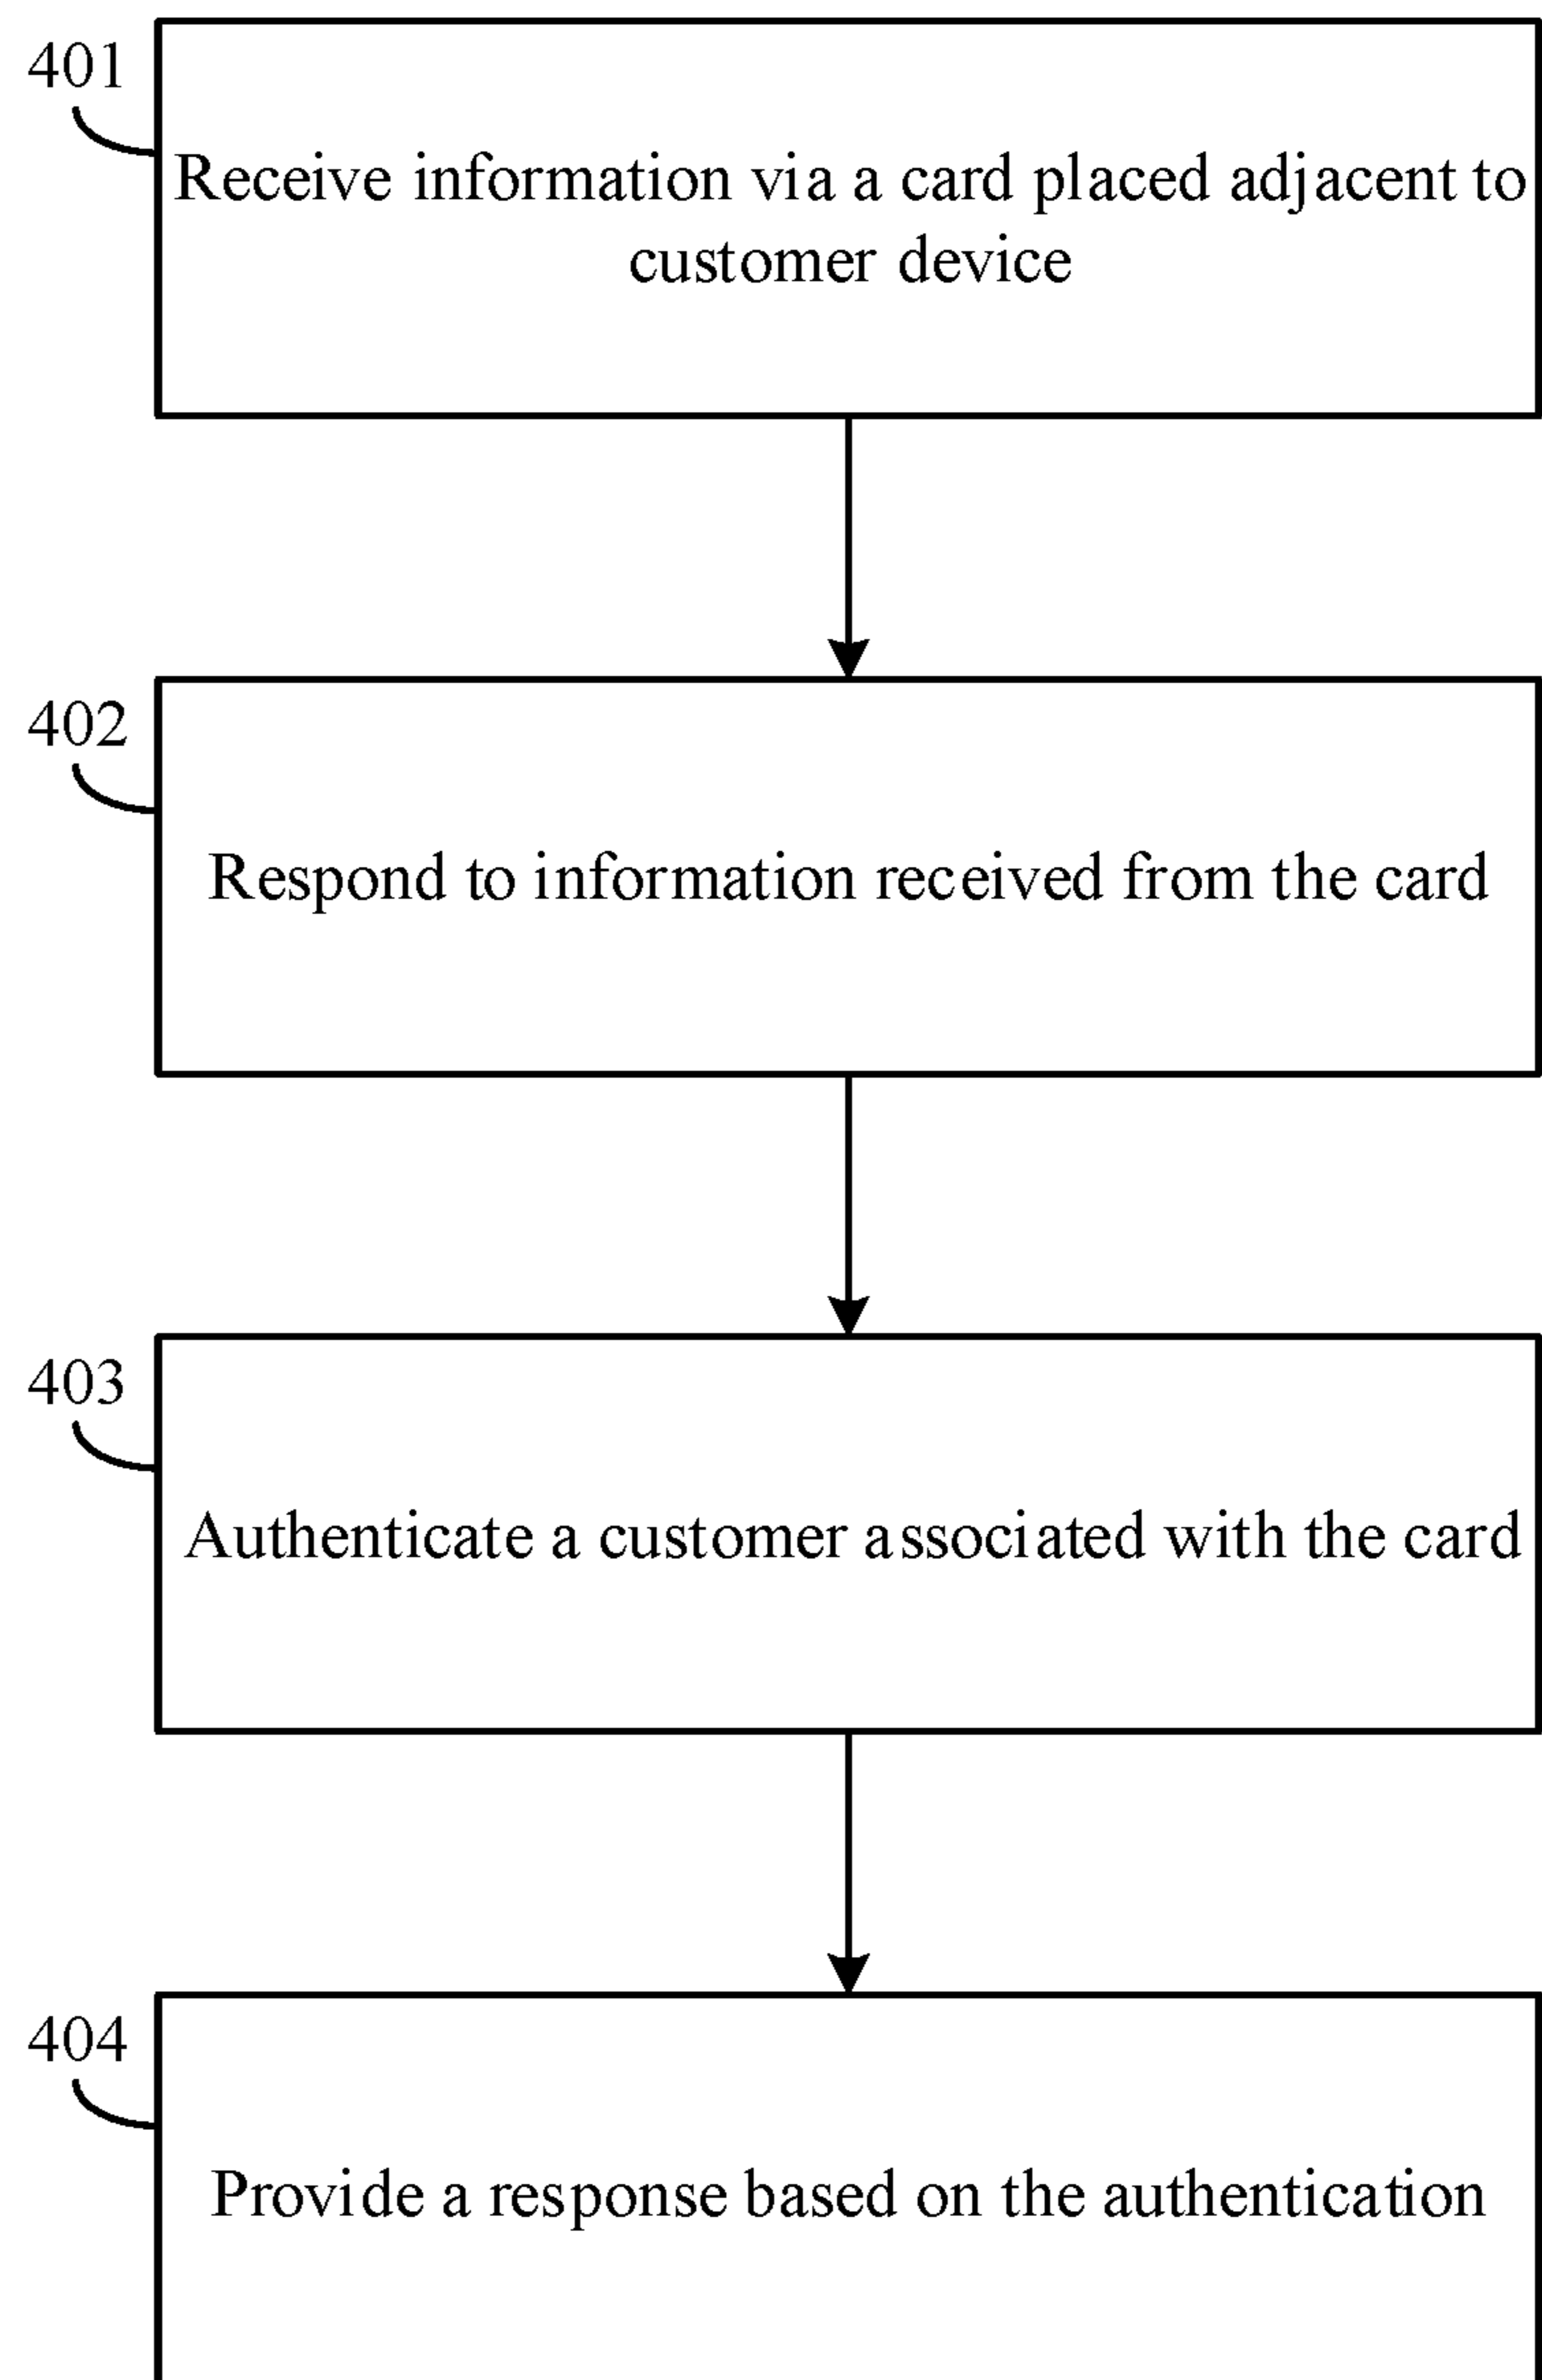 401
Receive information via a card placed adjacent to
customer device
402
Respond to information received from the card
403
Authenticate a customer associated with the card
404
Provide a response based on the authentication